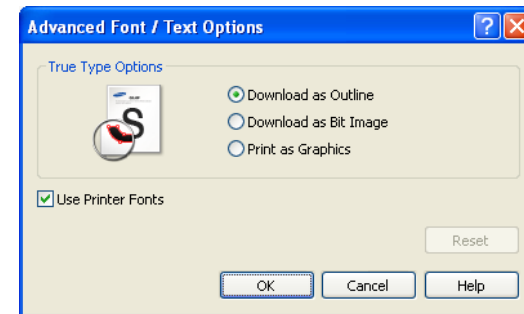 Advanced Font / Text Options
True Type Options
Download as Outline
Download as Bit Image
Print as Graphics
Use Printer Fonts
Reset
OK Cancel Help